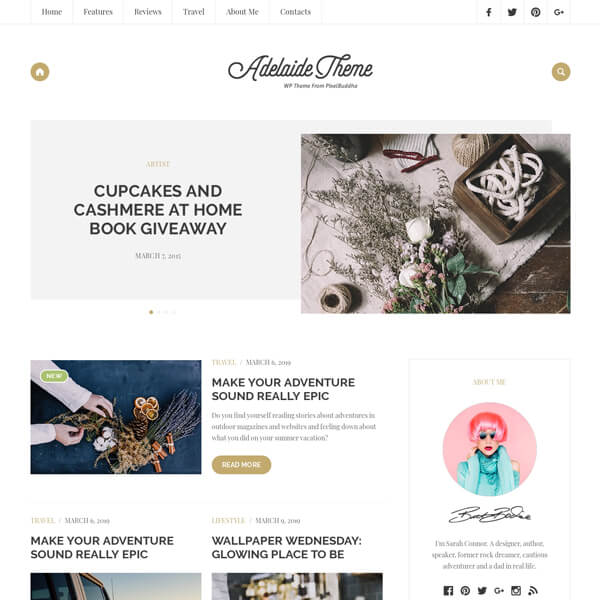 Home Features Reviews Travel About Me Contacts
Adelaide Theme
WP Theme From PixelBuddha
ARTIST
CUPCAKES AND
CASHMERE AT HOME
BOOK GIVEAWAY
MARCH 7, 2015
NEW
TRAVEL / MARCH 6, 2019
MAKE YOUR ADVENTURE
SOUND REALLY EPIC
Do you find yourself reading stories about adventures in
outdoor magazines and websites and feeling down about
what you did on your summer vacation?
READ MORE
TRAVEL / MARCH 6, 2019
MAKE YOUR ADVENTURE
SOUND REALLY EPIC
LIFESTYLE / MARCH 9, 2019
WALLPAPER WEDNESDAY:
GLOWING PLACE TO BE
ABOUT ME
I'm Sarah Connor. A designer, author,
speaker, former rock dreamer, cautious
adventurer and a dad in real life.